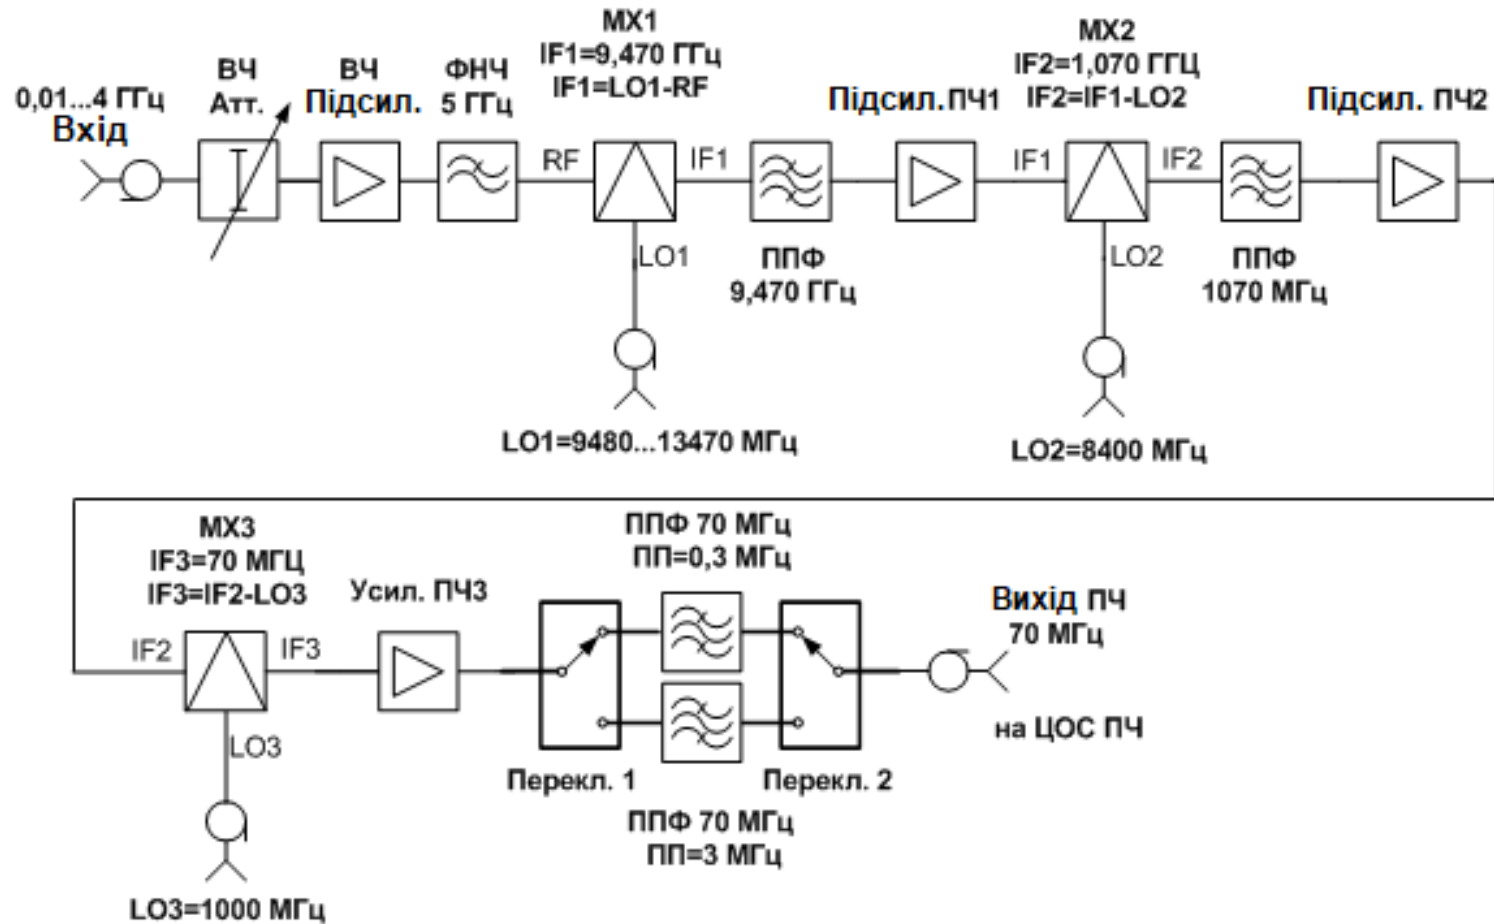 0,01...4 ГГц
Вхід
ВЧ
Атт.
ВЧ
Підсил.
ФНЧ
5 ГГц
RF
MX1
IF1=9,470 ГГц
IF1=LO1-RF
IF1
LO1
LO1=9480...13470 МГц
ППФ
9,470 ГГц
Підсил.ПЧ1
IF1
MX2
IF2=1,070 ГГЦ
IF2=IF1-LO2
IF2
LO2
LO2=8400 МГц
ППФ
1070 МГц
Підсил. ПЧ2
MX3
IF3=70 МГЦ
IF3=IF2-LO3
IF2
IF3
LO3
LO3=1000 МГц
Усил. ПЧ3
Перекл. 1
ППФ 70 МГц
ПП=0,3 МГц
ППФ 70 МГц
ПП=3 МГц
Перекл. 2
Вихід ПЧ
70 МГц
на ЦОС ПЧ